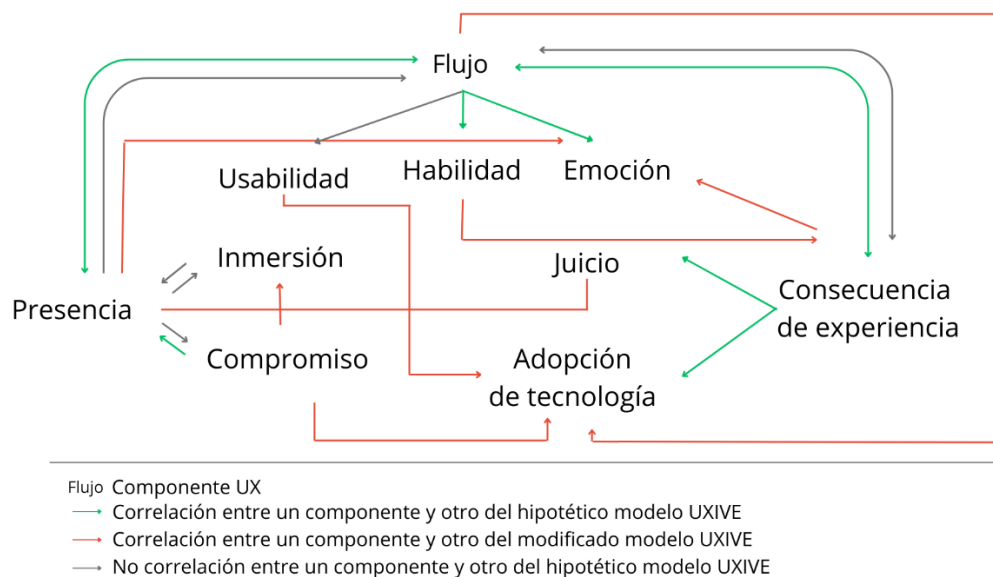 Flujo
Usabilidad
Habilidad
Emoción
Inmersión
Juicio
Presencia
Consecuencia
de experiencia
Compromiso
Adopción
de tecnología
Flujo Componente UX
Correlación entre un componente y otro del hipotético modelo UXIVE
Correlación entre un componente y otro del modificado modelo UXIVE
No correlación entre un componente y otro del hipotético modelo UXIVE